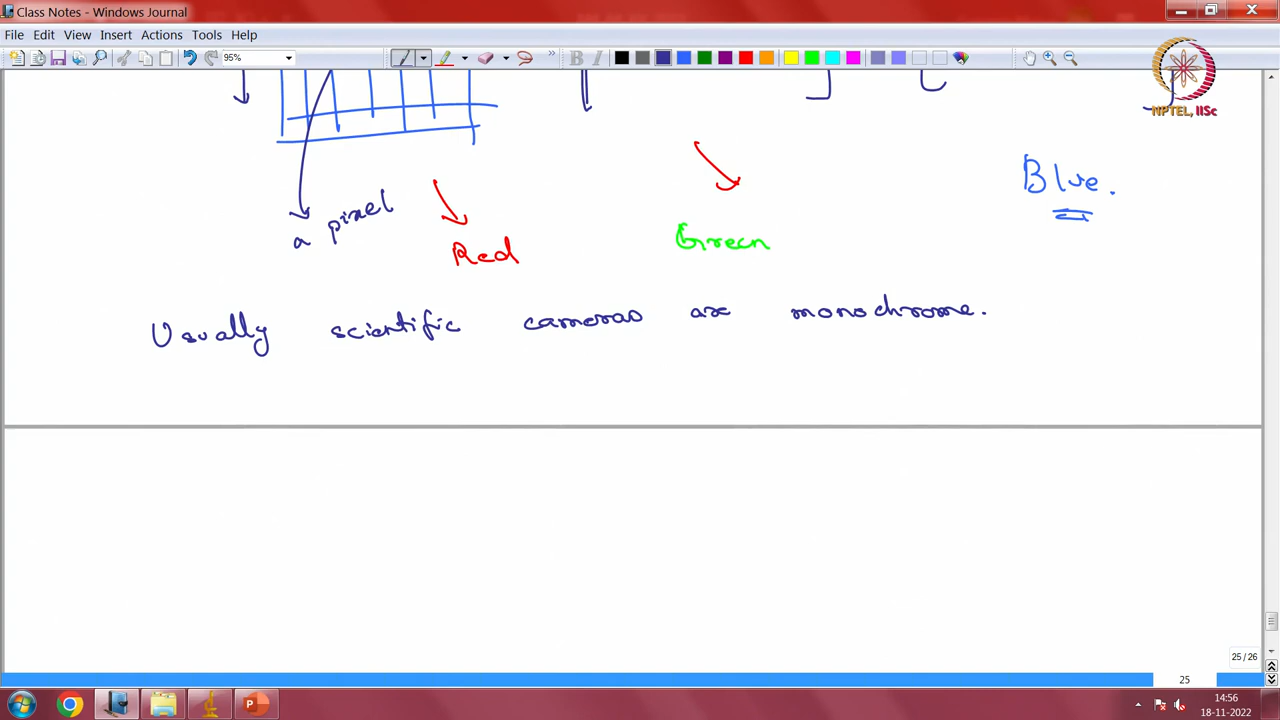 Class Notes - Windows Journal
File Edit View Insert Actions Tools Help
95%
NPTEL, IISc
Blue.
a pixel
Red
Green
Usually scientific cameras are monochrome.
25 / 26
25
14:56
18-11-2022